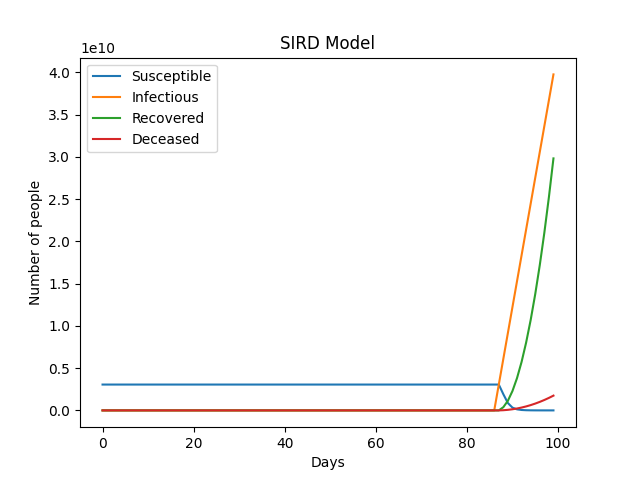 SIRD Model
1e10
Susceptible
Infectious
Recovered
Deceased
4.0
3.5
3.0
2.5
2.0
1.5
1.0
0.5
0.0
Number of people
0 20 40 60 80 100
Days